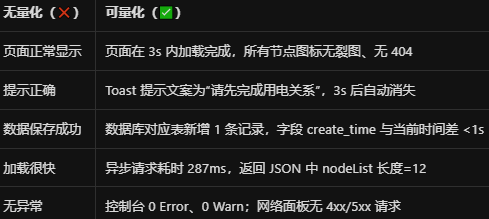 无量化（❌） 可量化（✅）
页面正常显示 页面在 3s 内加载完成，所有节点图标无裂图、无 404
提示正确 Toast 提示文案为“请先完成用电关系”，3s 后自动消失
数据保存成功 数据库对应表新增 1 条记录，字段 create_time 与当前时间差 <1s
加载很快 异步请求耗时 287ms，返回 JSON 中 nodeList 长度=12
无异常 控制台 0 Error、0 Warn；网络面板无 4xx/5xx 请求